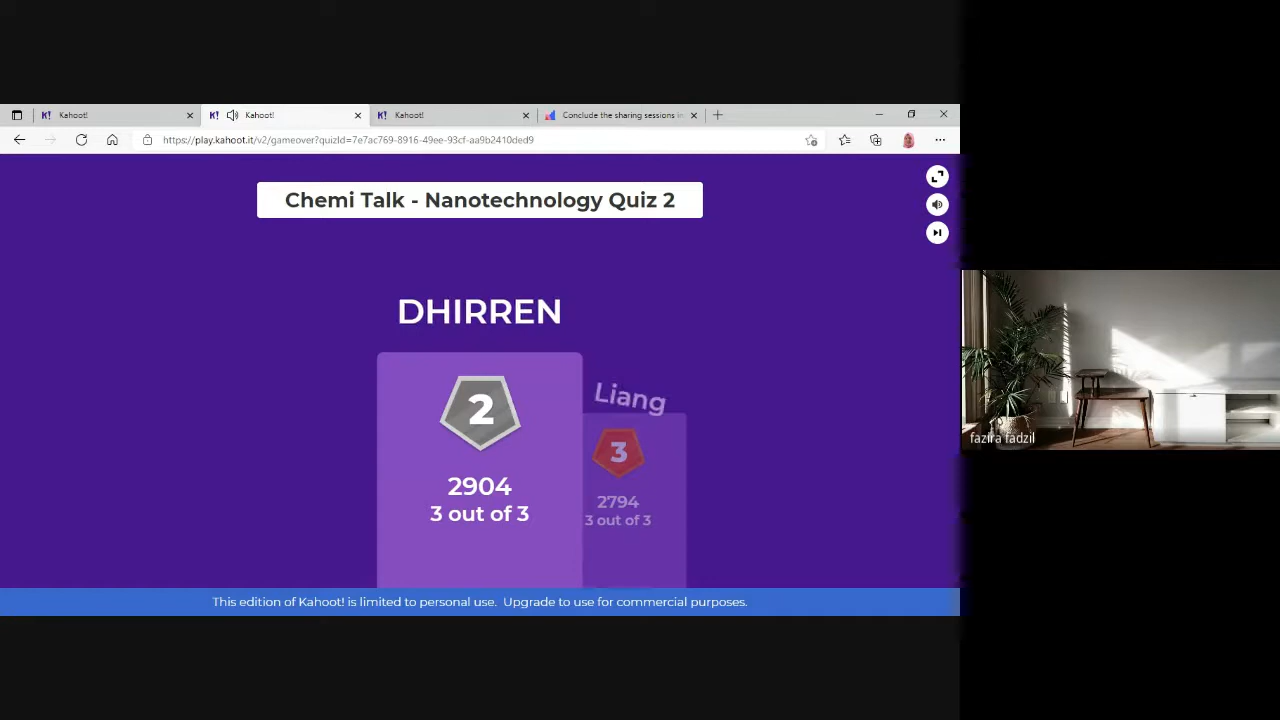 Kahoot!
Kahoot!
Kahoot!
Conclude the sharing sessions in
https://play.kahoot.it/v2/gameover?quizId=7e7ac769-8916-49ee-93cf-aa9b2410ded9
Chemi Talk - Nanotechnology Quiz 2
DHIRREN
2
2904
3 out of 3
Liang
3
2794
3 out of 3
fazira fadzil
This edition of Kahoot! is limited to personal use. Upgrade to use for commercial purposes.